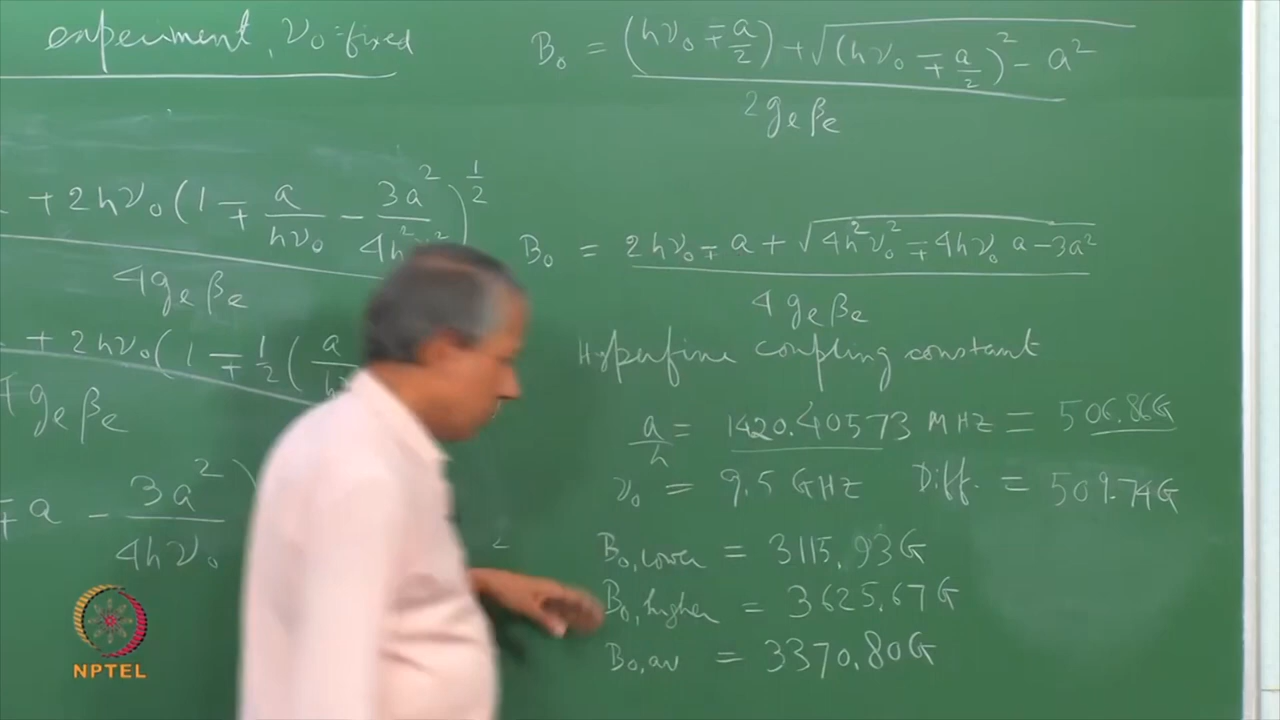 experiment, ν₀ = fixed
+ 2hν₀ (1 ∓ a/hν₀ − 3a²/4h²
4gₑβₑ
+ 2hν₀ (1 ∓ 1/2 (a/
gₑβₑ
∓ a − 3a²/4hν₀ )
B₀ = ((hν₀ ∓ a/2) + √((hν₀ ∓ a/2)² − a²)) / 2gₑβₑ
B₀ = (2hν₀ ∓ a + √(4h²ν₀² ∓ 4hν₀a − 3a²)) / 4gₑβₑ
Hyperfine coupling constant
a/h = 1420.40573 MHz = 506.86G
ν₀ = 9.5 GHz Diff. = 509.74G
B₀,lower = 3115.93G
B₀,higher = 3625.67G
B₀,av = 3370.80G
NPTEL